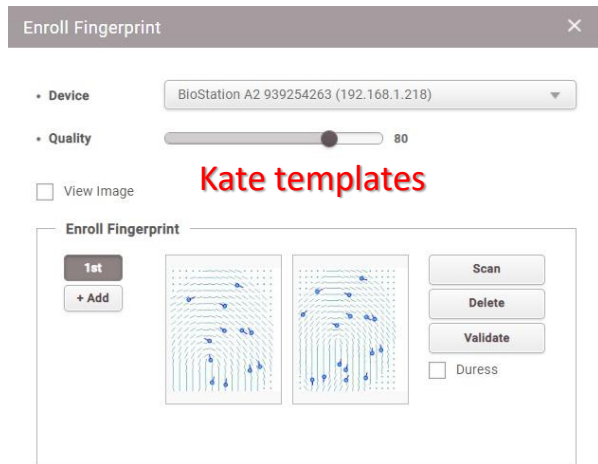 Enroll Fingerprint ×
• Device BioStation A2 939254263 (192.168.1.218)
• Quality 80
View Image
Kate templates
Enroll Fingerprint
1st
+ Add
Scan
Delete
Validate
Duress